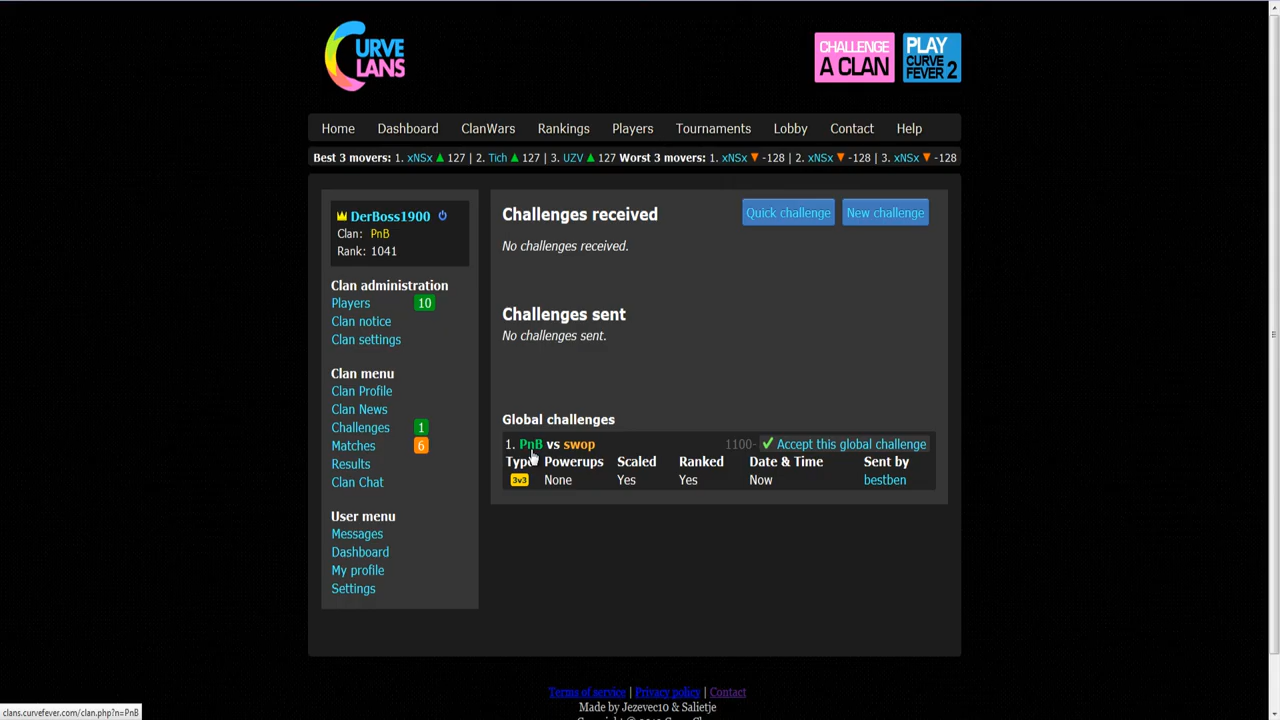 CURVE
CLANS
CHALLENGE
A CLAN
PLAY
CURVE
FEVER 2
Home Dashboard ClanWars Rankings Players Tournaments Lobby Contact Help
Best 3 movers: 1. xNSx 127 | 2. Tich 127 | 3. UZV 127 Worst 3 movers: 1. xNSx -128 | 2. xNSx -128 | 3. xNSx -128
DerBoss1900
Clan: PnB
Rank: 1041
Clan administration
Players 10
Clan notice
Clan settings
Clan menu
Clan Profile
Clan News
Challenges 1
Matches 6
Results
Clan Chat
User menu
Messages
Dashboard
My profile
Settings
Challenges received Quick challenge New challenge
No challenges received.
Challenges sent
No challenges sent.
Global challenges
1. PnB vs swop 1100- Accept this global challenge
Type Powerups Scaled Ranked Date & Time Sent by
3v3 None Yes Yes Now bestben
Terms of service | Privacy policy | Contact
Made by Jezevec10 & Salietje
clans.curvefever.com/clan.php?n=PnB